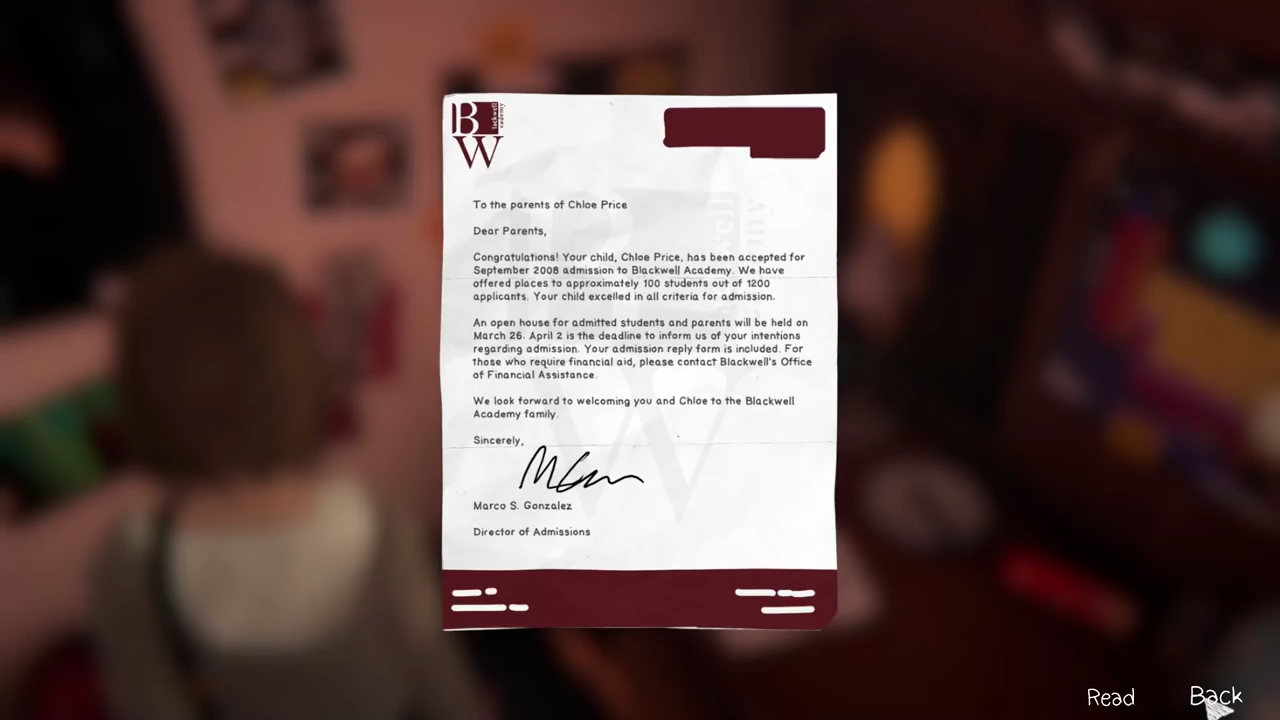 B
lackwell
cademy
W
To the parents of Chloe Price
Dear Parents,
Congratulations! Your child, Chloe Price, has been accepted for
September 2008 admission to Blackwell Academy. We have
offered places to approximately 100 students out of 1200
applicants. Your child excelled in all criteria for admission.
An open house for admitted students and parents will be held on
March 26. April 2 is the deadline to inform us of your intentions
regarding admission. Your admission reply form is included. For
those who require financial aid, please contact Blackwell's Office
of Financial Assistance.
We look forward to welcoming you and Chloe to the Blackwell
Academy family.
Sincerely,
Marco S. Gonzalez
Director of Admissions
Read
Back